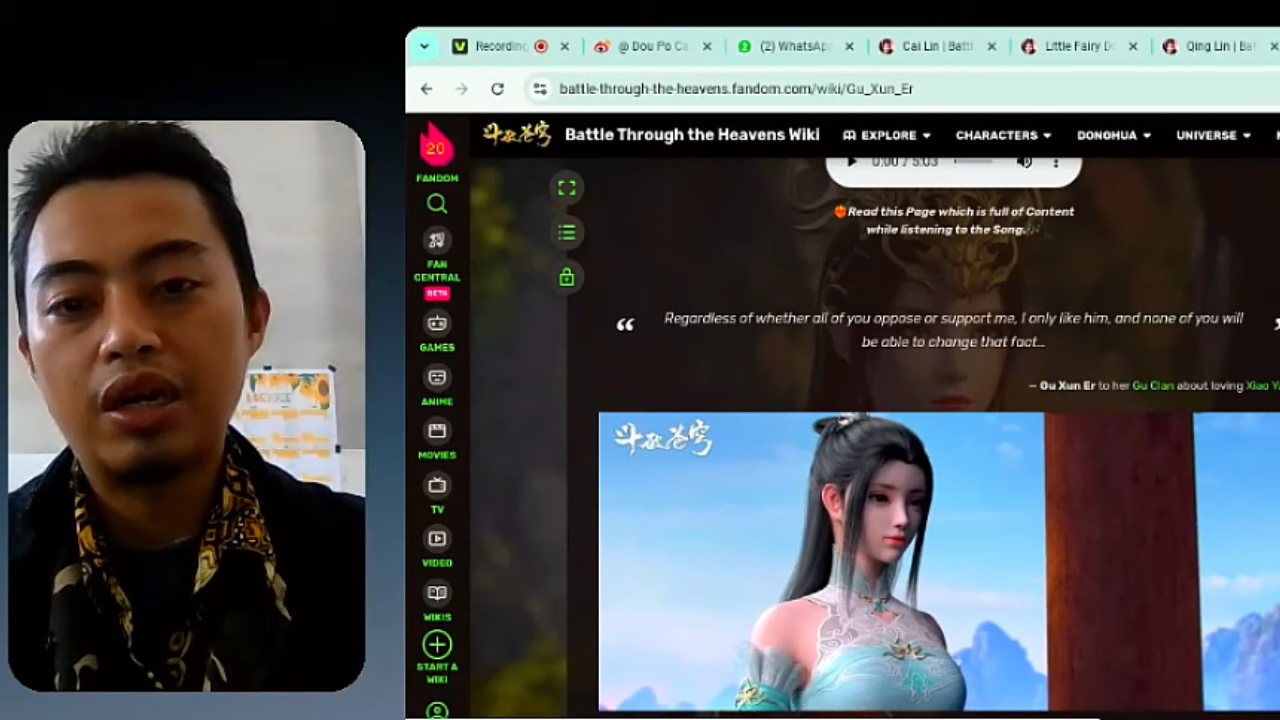 Recording
@ Dou Po Ca
(2) WhatsApp
Cai Lin | Battl
Little Fairy Do
Qing Lin | Bat
battle-through-the-heavens.fandom.com/wiki/Gu_Xun_Er
20
FANDOM
斗破苍穹
Battle Through the Heavens Wiki
EXPLORE
CHARACTERS
DONGHUA
UNIVERSE
FAN
CENTRAL
BETA
GAMES
ANIME
MOVIES
TV
VIDEO
WIKIS
START A
WIKI
0:00 / 5:03
Read this Page which is full of Content
while listening to the Song.
“ Regardless of whether all of you oppose or support me, I only like him, and none of you will
be able to change that fact...
— Gu Xun Er to her Gu Clan about loving Xiao Ya
斗破苍穹